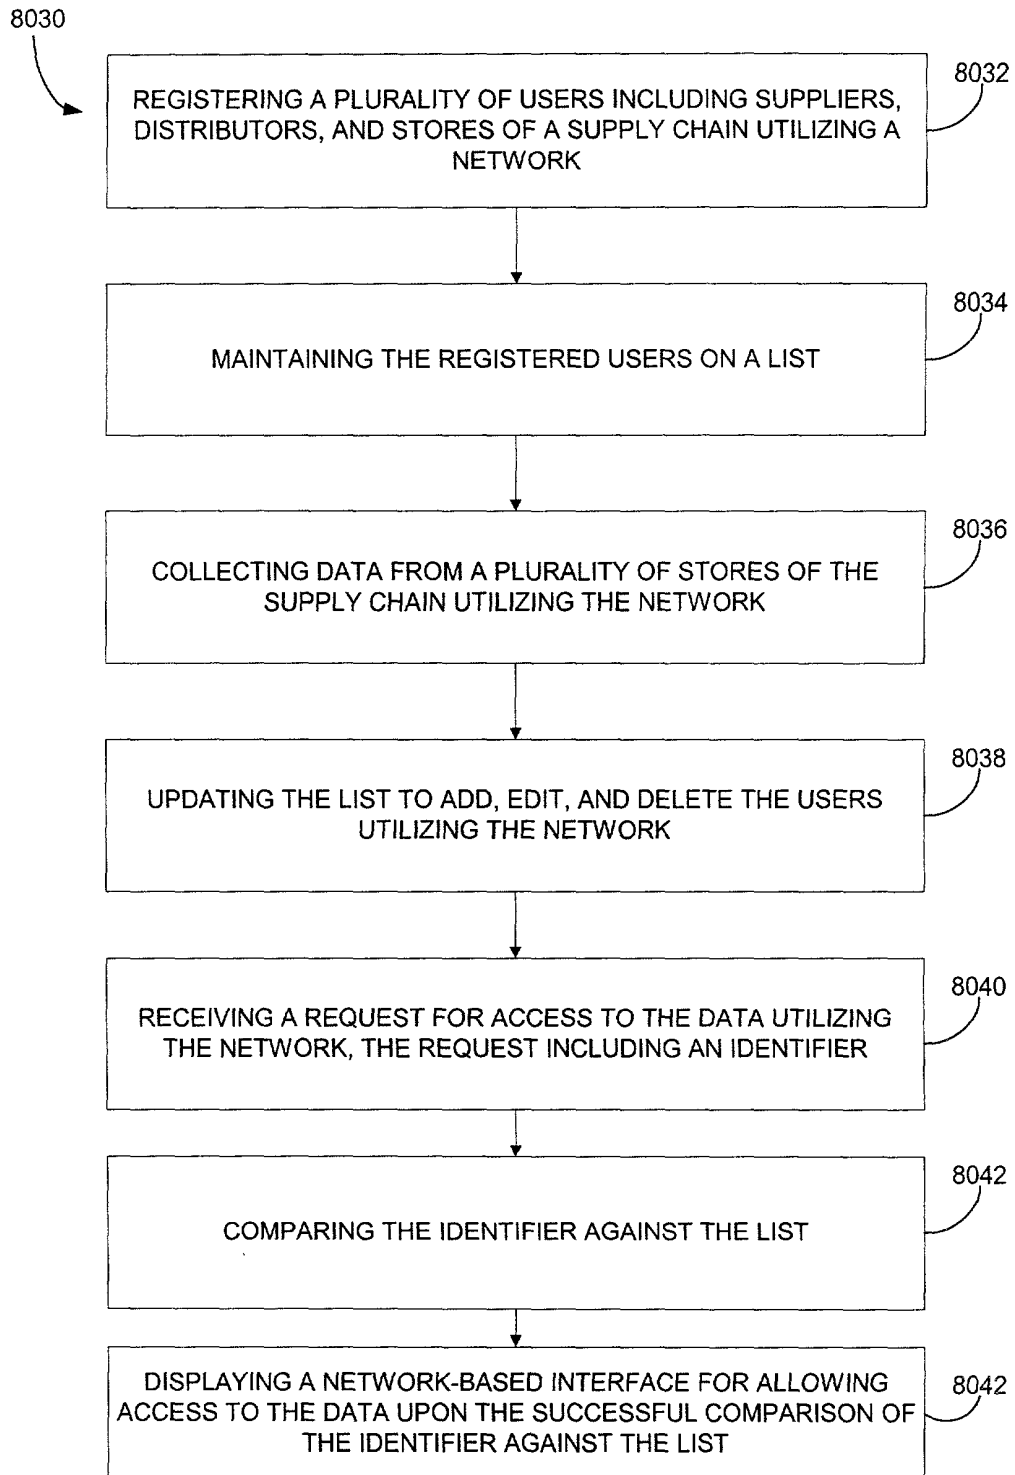 8030
8032
REGISTERING A PLURALITY OF USERS INCLUDING SUPPLIERS,
DISTRIBUTORS, AND STORES OF A SUPPLY CHAIN UTILIZING A
NETWORK
8034
MAINTAINING THE REGISTERED USERS ON A LIST
8036
COLLECTING DATA FROM A PLURALITY OF STORES OF THE
SUPPLY CHAIN UTILIZING THE NETWORK
8038
UPDATING THE LIST TO ADD, EDIT, AND DELETE THE USERS
UTILIZING THE NETWORK
8040
RECEIVING A REQUEST FOR ACCESS TO THE DATA UTILIZING
THE NETWORK, THE REQUEST INCLUDING AN IDENTIFIER
8042
COMPARING THE IDENTIFIER AGAINST THE LIST
8042
DISPLAYING A NETWORK-BASED INTERFACE FOR ALLOWING
ACCESS TO THE DATA UPON THE SUCCESSFUL COMPARISON OF
THE IDENTIFIER AGAINST THE LIST